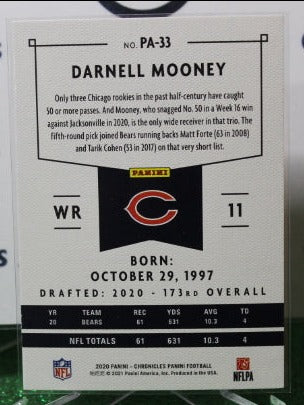 NO. PA-33
DARNELL MOONEY
Only three Chicago rookies in the past half-century have caught
50 or more passes. And Mooney, who snagged No. 50 in a Week 16 win
against Jacksonville in 2020, is the only wide receiver in that trio. The
fifth-round pick joined Bears running backs Matt Forte (63 in 2008)
and Tarik Cohen (53 in 2017) on that very short list.
PANINI
C
WR 11
BORN:
OCTOBER 29, 1997
DRAFTED: 2020 - 173RD OVERALL
YR TEAM REC YDS AVG TD
20 BEARS 61 631 10.3 4
NFL TOTALS 61 631 10.3 4
NFL
2020 PANINI - CHRONICLES PANINI FOOTBALL
© 2021 Panini America, Inc. Produced in the USA.
NFLPA